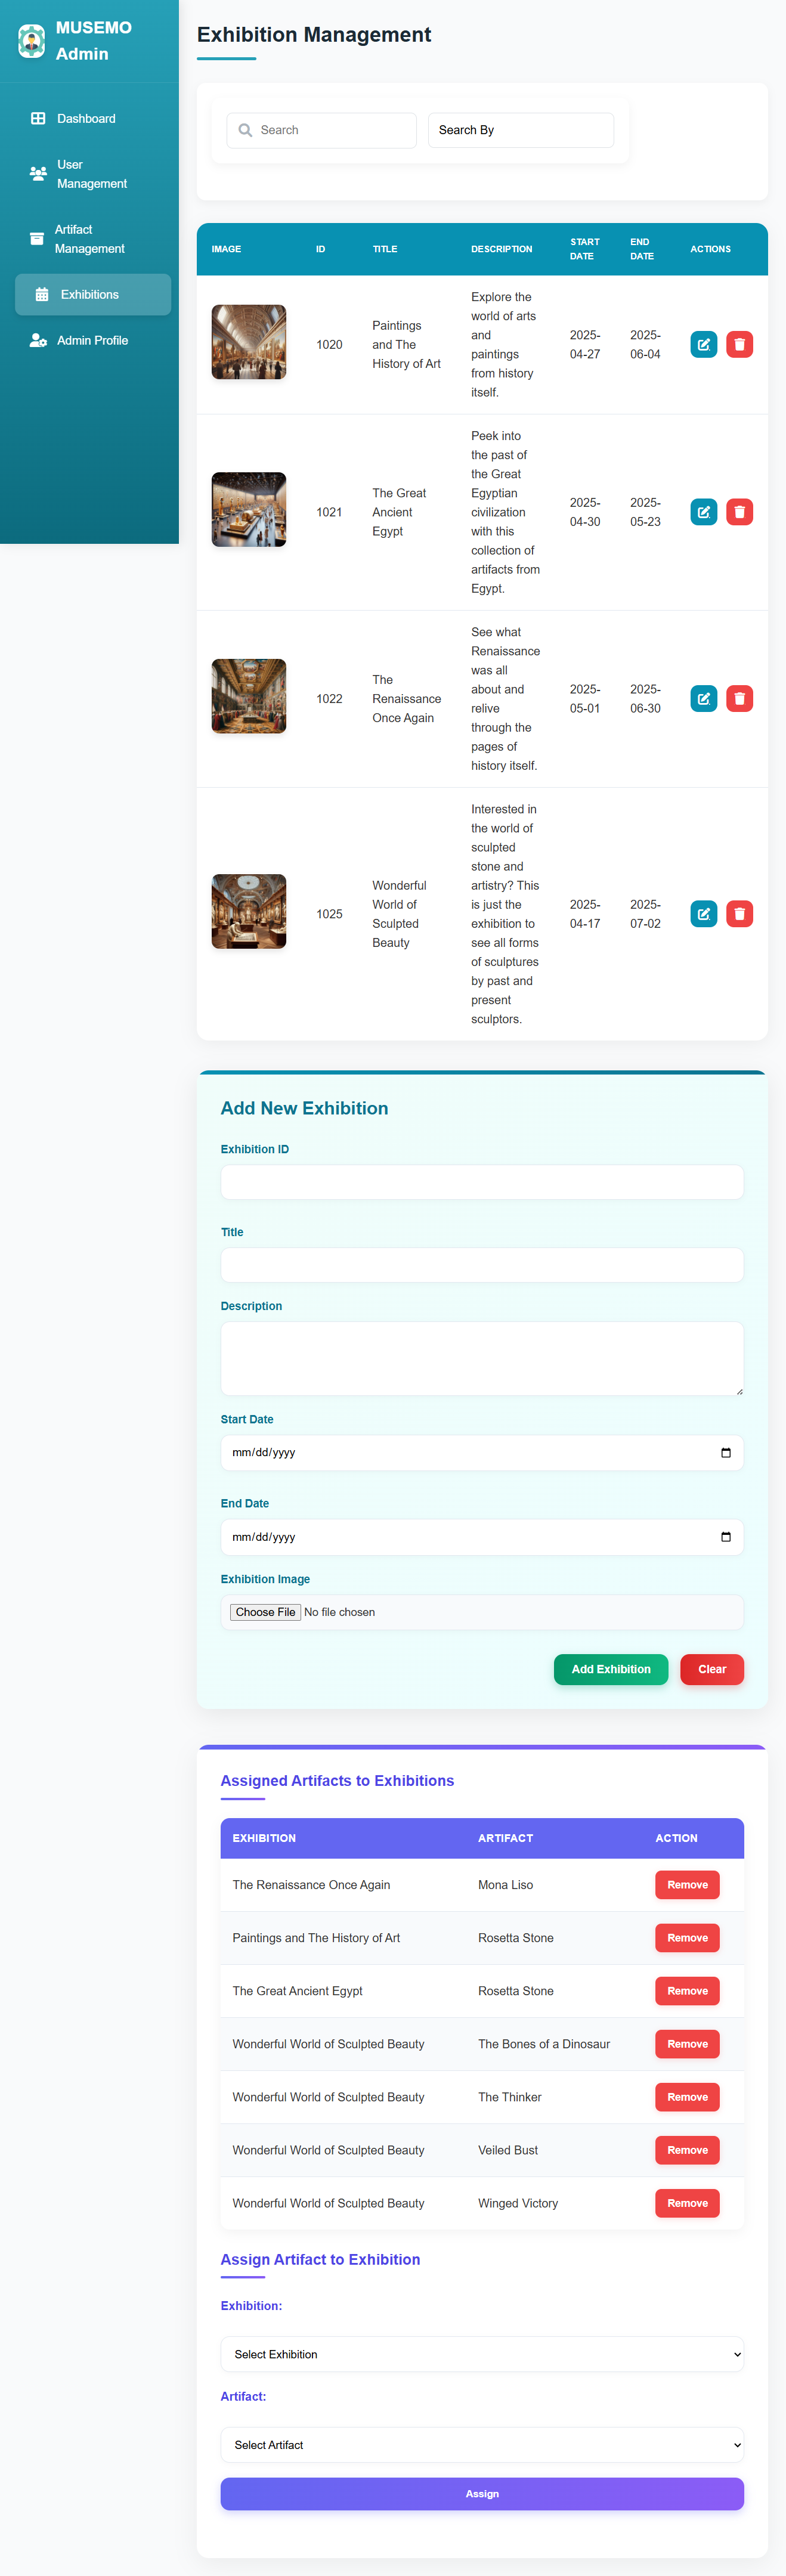 MUSEMO
Admin
Dashboard
User
Management
Artifact
Management
Exhibitions
Admin Profile
Exhibition Management
Search
Search By
IMAGE
ID
TITLE
DESCRIPTION
START
DATE
END
DATE
ACTIONS
1020
Paintings
and The
History of Art
Explore the
world of arts
and
paintings
from history
itself.
2025-
04-27
2025-
06-04
1021
The Great
Ancient
Egypt
Peek into
the past of
the Great
Egyptian
civilization
with this
collection of
artifacts from
Egypt.
2025-
04-30
2025-
05-23
1022
The
Renaissance
Once Again
See what
Renaissance
was all
about and
relive
through the
pages of
history itself.
2025-
05-01
2025-
06-30
1025
Wonderful
World of
Sculpted
Beauty
Interested in
the world of
sculpted
stone and
artistry? This
is just the
exhibition to
see all forms
of sculptures
by past and
present
sculptors.
2025-
04-17
2025-
07-02
Add New Exhibition
Exhibition ID
Title
Description
Start Date
mm/dd/yyyy
End Date
mm/dd/yyyy
Exhibition Image
Choose File No file chosen
Add Exhibition
Clear
Assigned Artifacts to Exhibitions
EXHIBITION ARTIFACT ACTION
The Renaissance Once Again Mona Liso Remove
Paintings and The History of Art Rosetta Stone Remove
The Great Ancient Egypt Rosetta Stone Remove
Wonderful World of Sculpted Beauty The Bones of a Dinosaur Remove
Wonderful World of Sculpted Beauty The Thinker Remove
Wonderful World of Sculpted Beauty Veiled Bust Remove
Wonderful World of Sculpted Beauty Winged Victory Remove
Assign Artifact to Exhibition
Exhibition:
Select Exhibition
Artifact:
Select Artifact
Assign